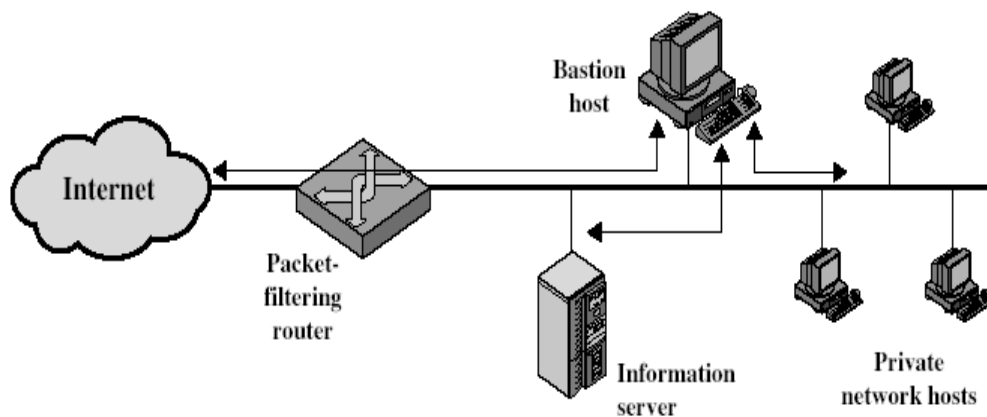 Bastion
host
Internet
Packet-
filtering
router
Information
server
Private
network hosts